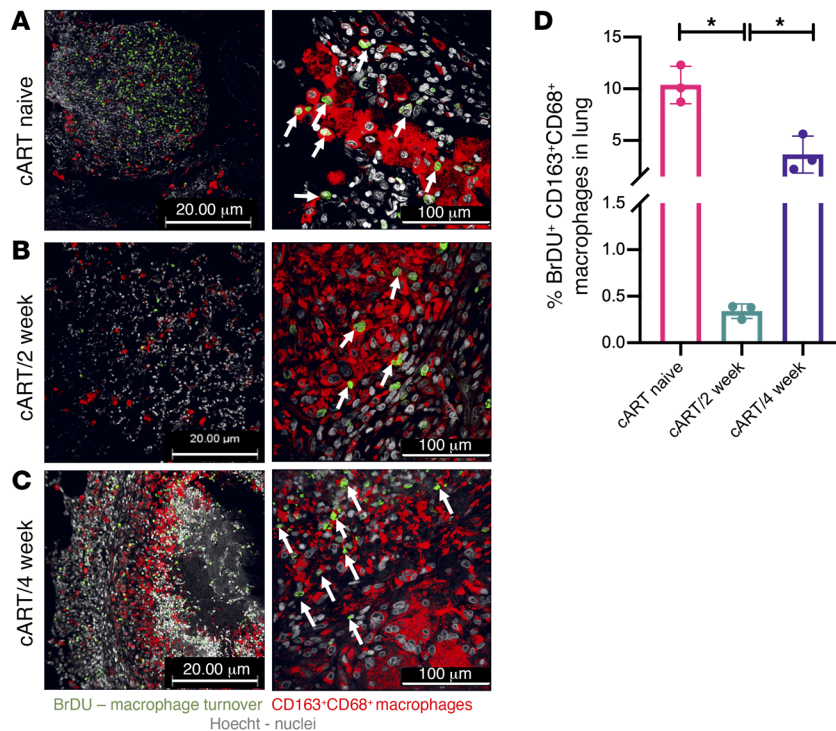 A
cART naive
20.00 µm
100 µm
B
cART/2 week
20.00 µm
100 µm
C
cART/4 week
20.00 µm
100 µm
BrDU – macrophage turnover CD163⁺CD68⁺ macrophages
Hoecht - nuclei
D
% BrDU⁺ CD163⁺CD68⁺
macrophages in lung
* *
15
10
5
1.5
1.0
0.5
0.0
cART naive
cART/2 week
cART/4 week